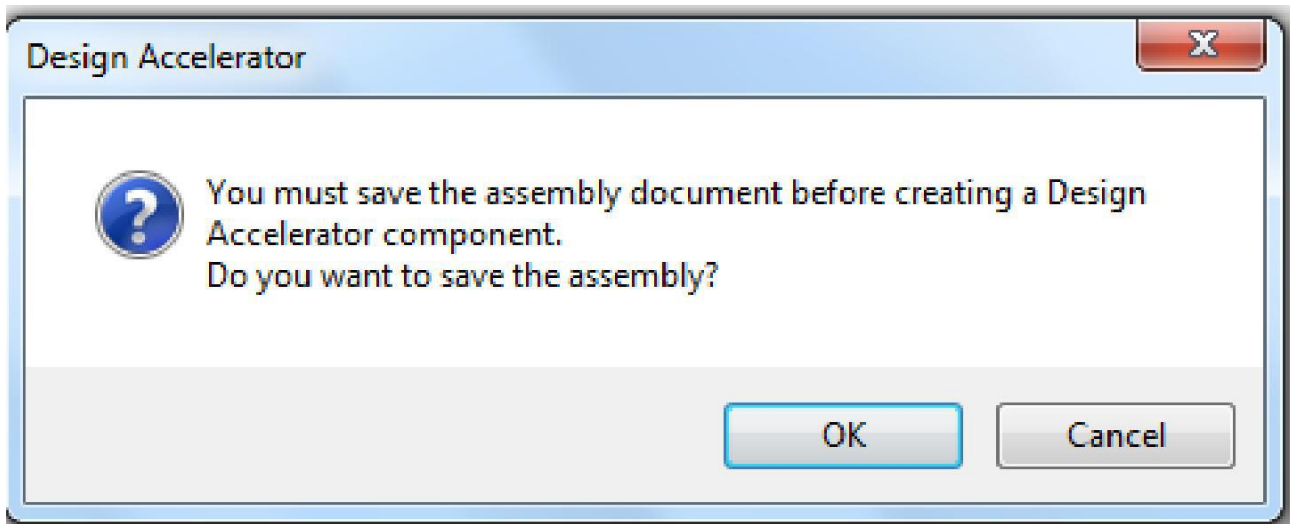 Design Accelerator
You must save the assembly document before creating a Design
Accelerator component.
Do you want to save the assembly?
OK
Cancel